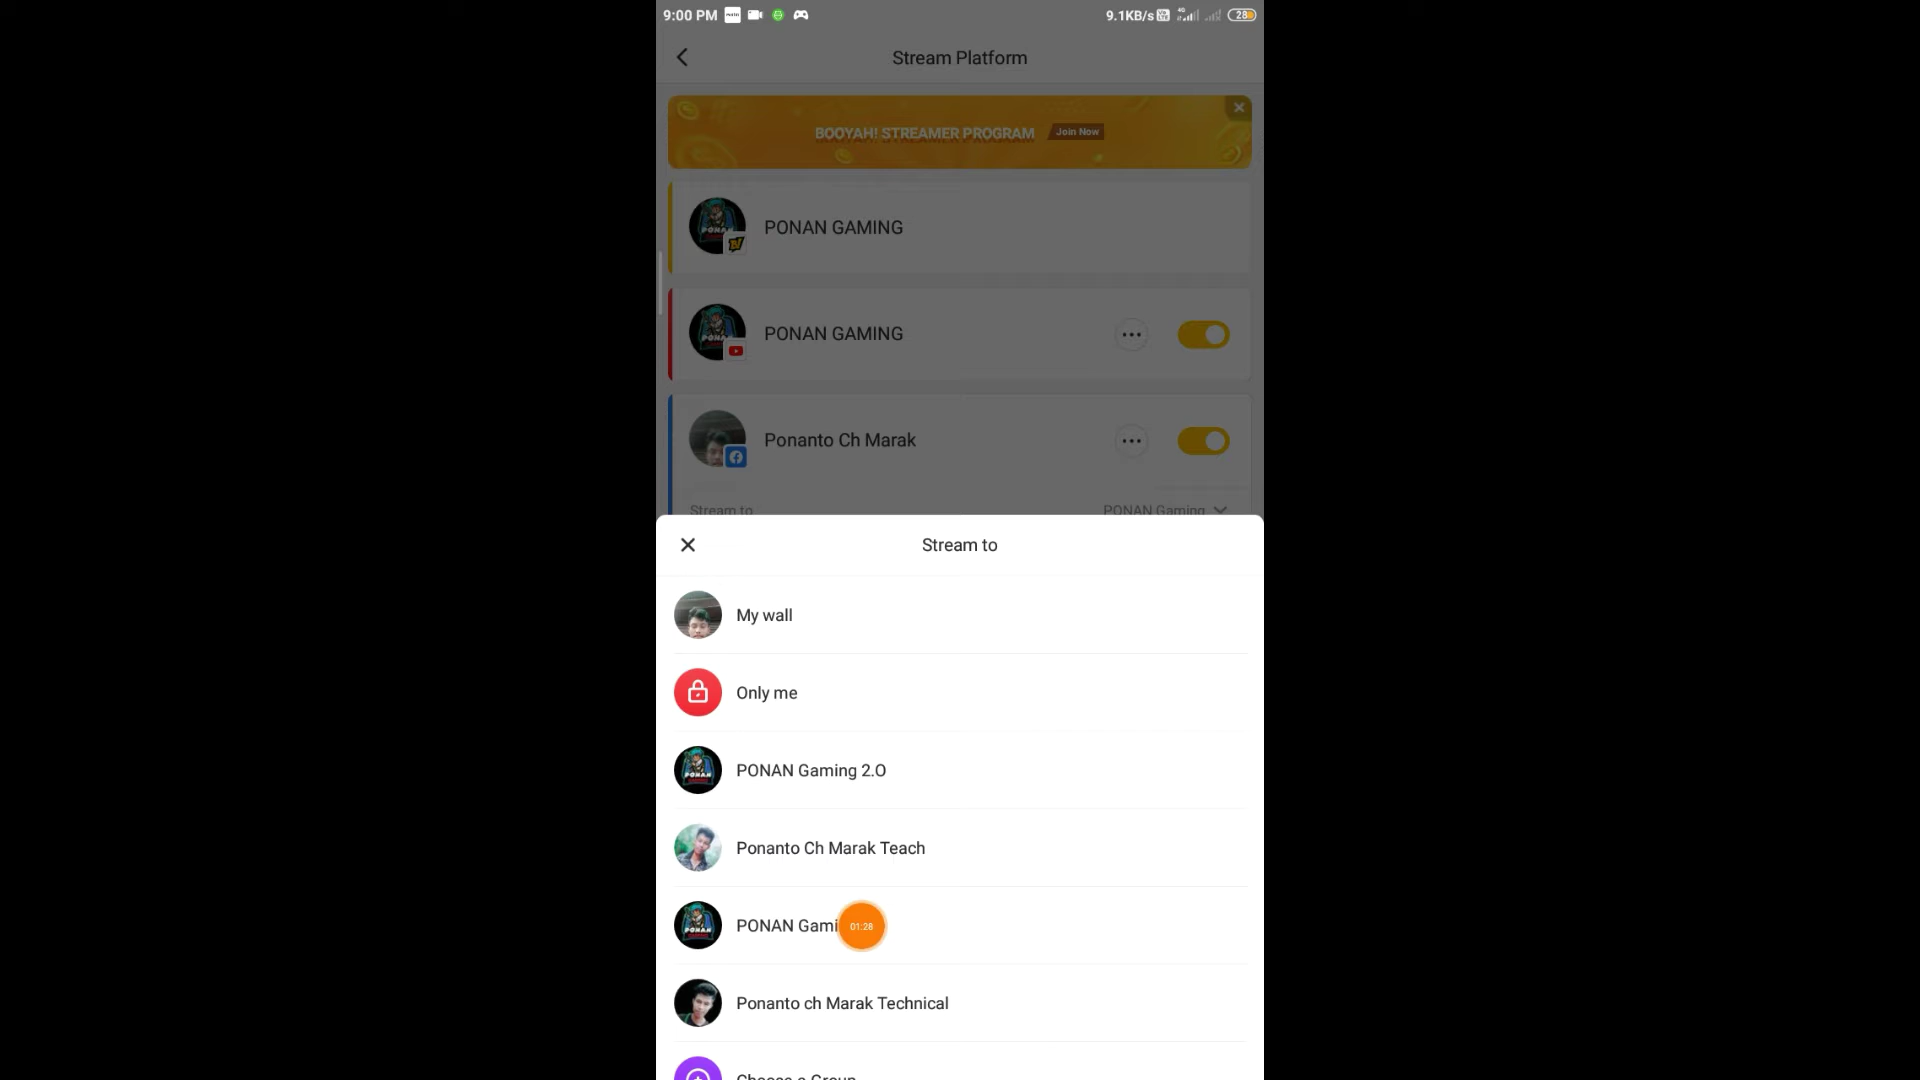 9:00 PM
9.1KB/s
28
Stream Platform
BOOYAH! STREAMER PROGRAM
Join Now
PONAN GAMING
PONAN GAMING
Ponanto Ch Marak
Stream to
PONAN Gaming
Stream to
My wall
Only me
PONAN Gaming 2.O
Ponanto Ch Marak Teach
PONAN Gami
01:28
Ponanto ch Marak Technical
Choose a Group